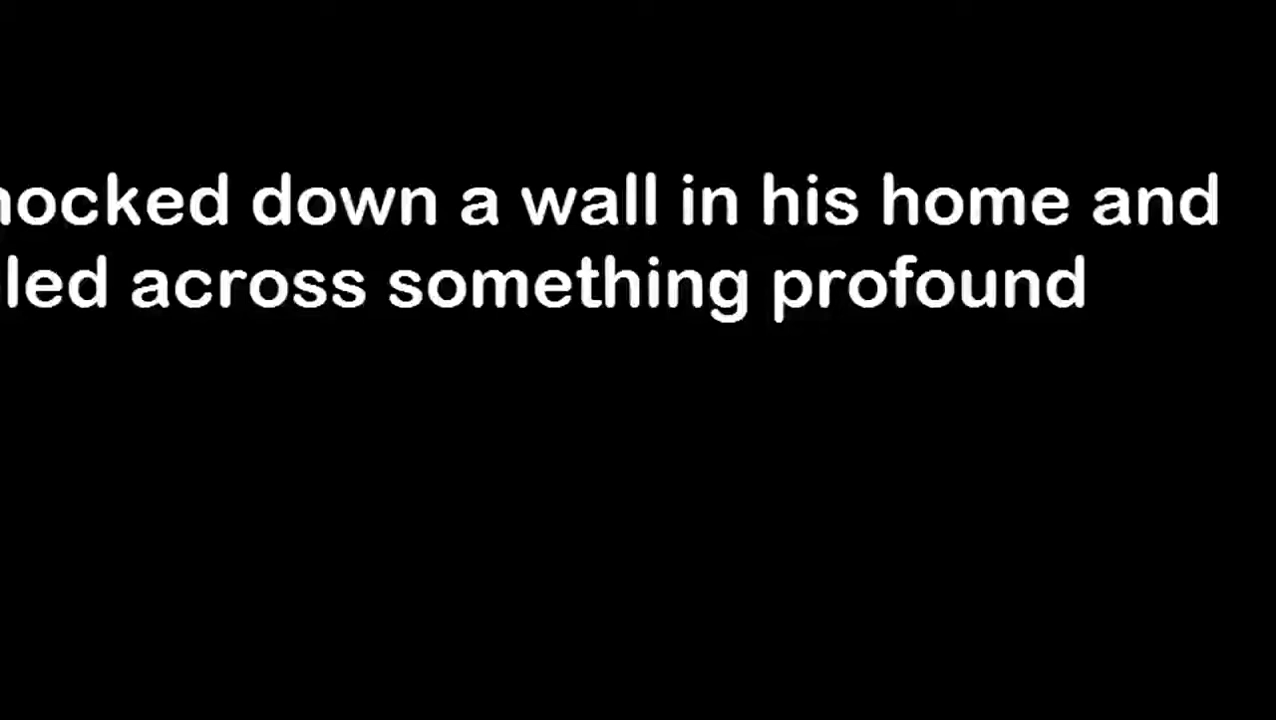 nocked down a wall in his home and
led across something profound